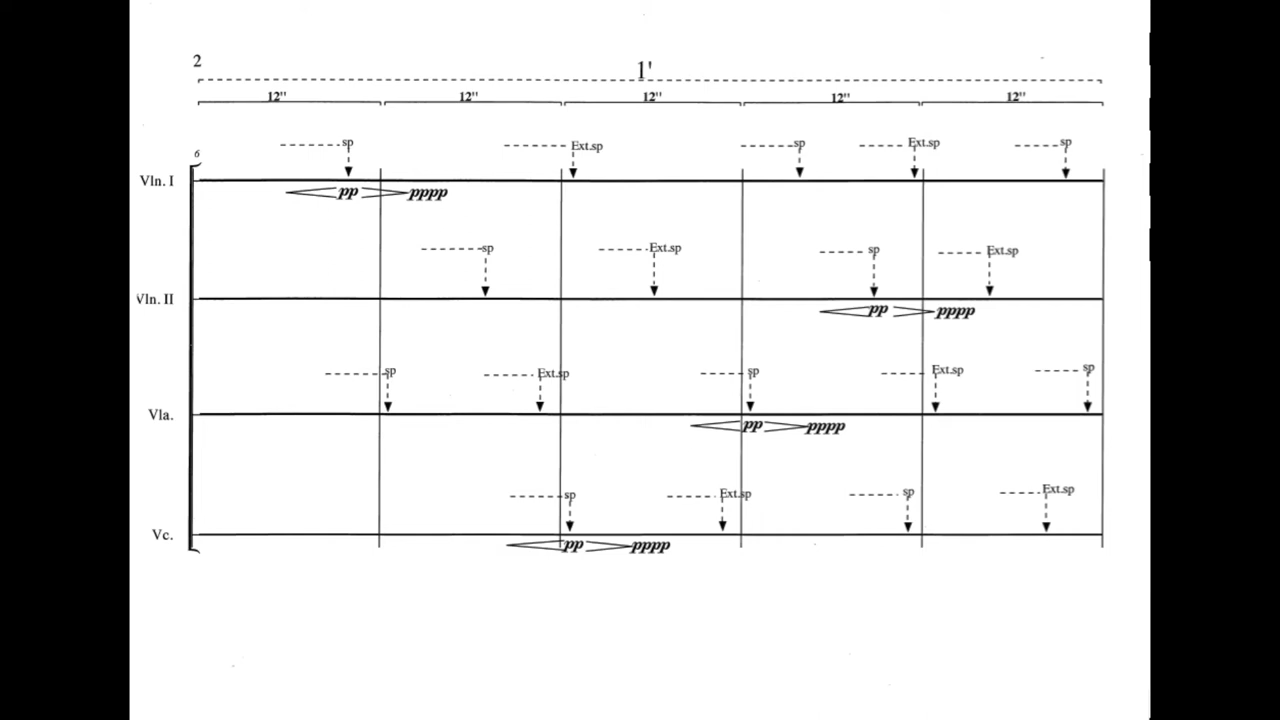 2
1'
12" 12" 12" 12" 12"
6
sp Ext.sp sp Ext.sp sp
Vln. I
pp pppp
sp Ext.sp sp Ext.sp
Vln. II
pp pppp
sp Ext.sp sp Ext.sp sp
Vla.
pp pppp
sp Ext.sp sp Ext.sp
Vc.
pp pppp